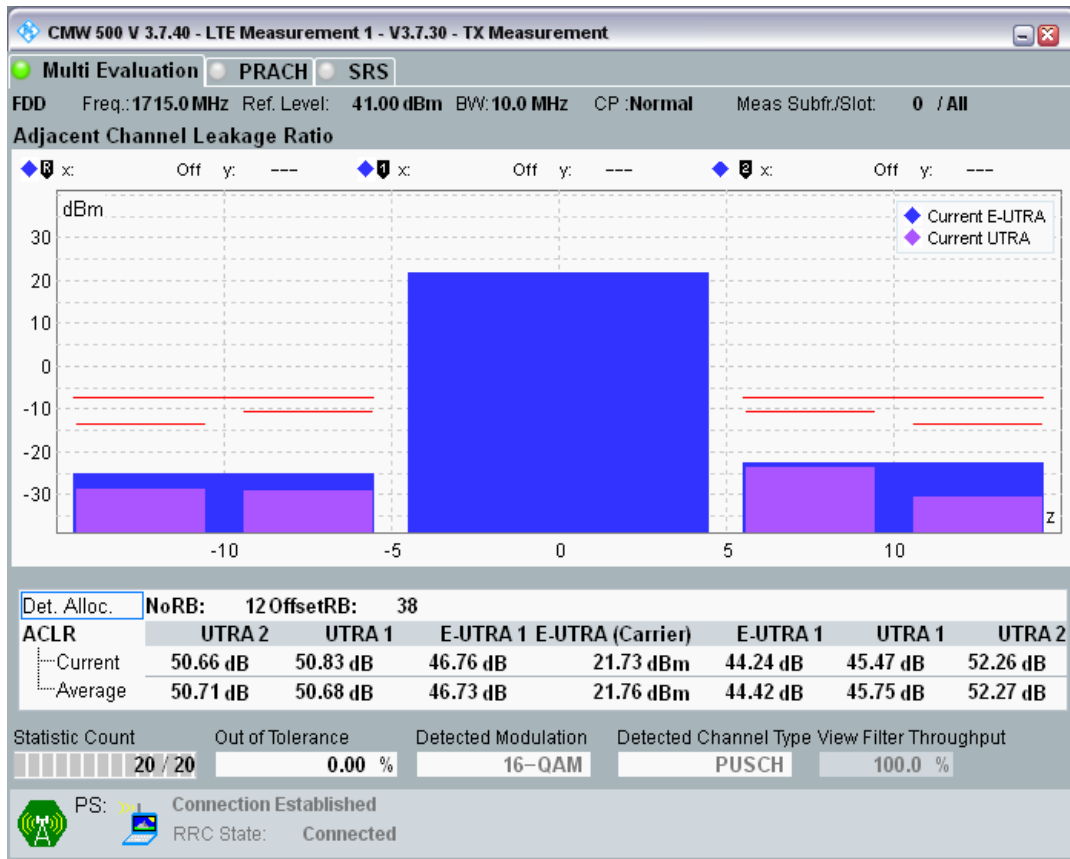 CMW 500 V 3.7.40 - LTE Measurement 1 - V3.7.30 - TX Measurement
Multi Evaluation PRACH SRS
FDD Freq.:1715.0 MHz Ref. Level: 41.00 dBm BW:10.0 MHz CP :Normal Meas Subfr./Slot: 0 / All
Adjacent Channel Leakage Ratio
R x: Off y: --- 1 x: Off y: --- 2 x: Off y: ---
dBm
Current E-UTRA
Current UTRA
30
20
10
0
-10
-20
-30
z
-10 -5 0 5 10
Det. Alloc. NoRB: 12 OffsetRB: 38
ACLR UTRA 2 UTRA 1 E-UTRA 1 E-UTRA (Carrier) E-UTRA 1 UTRA 1 UTRA 2
Current 50.66 dB 50.83 dB 46.76 dB 21.73 dBm 44.24 dB 45.47 dB 52.26 dB
Average 50.71 dB 50.68 dB 46.73 dB 21.76 dBm 44.42 dB 45.75 dB 52.27 dB
Statistic Count Out of Tolerance Detected Modulation Detected Channel Type View Filter Throughput
20 / 20 0.00 % 16-QAM PUSCH 100.0 %
PS: Connection Established
RRC State: Connected